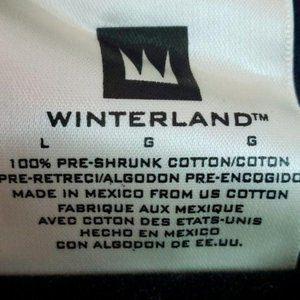 WINTERLAND™
L G G
100% PRE-SHRUNK COTTON/COTON
PRE-RETRECI/ALGODON PRE-ENCOGIDO
MADE IN MEXICO FROM US COTTON
FABRIQUE AUX MEXIQUE
AVEC COTON DES ETATS-UNIS
HECHO EN MEXICO
CON ALGODON DE EE.UU.